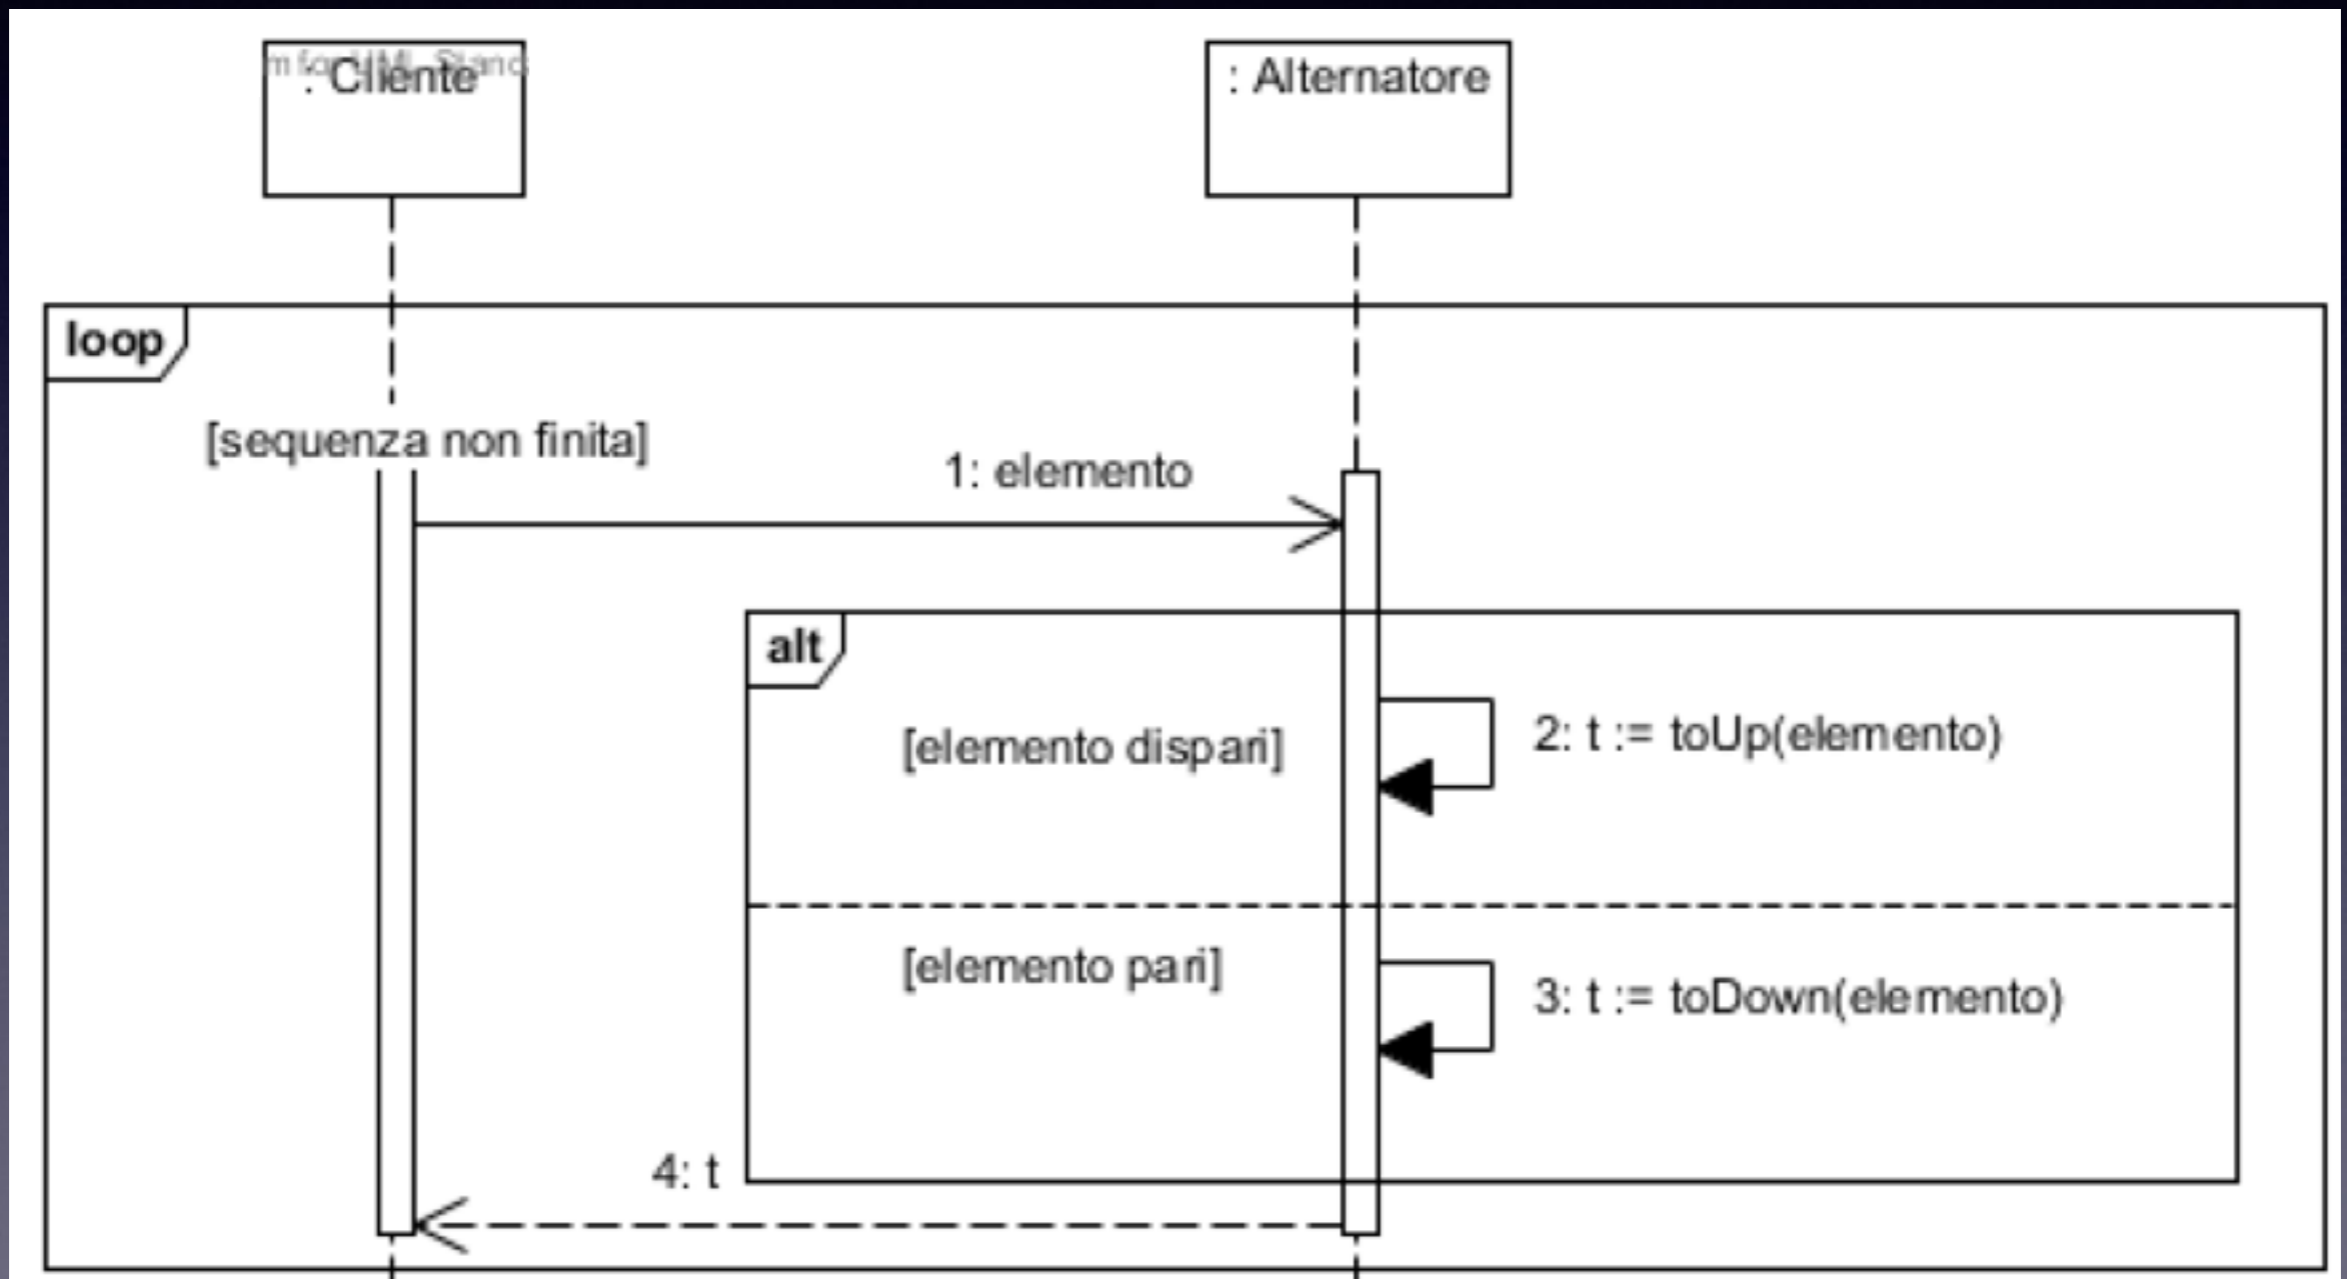 : Cliente
: Alternatore
loop
[sequenza non finita]
1: elemento
alt
[elemento dispari]
2: t := toUp(elemento)
[elemento pari]
3: t := toDown(elemento)
4: t